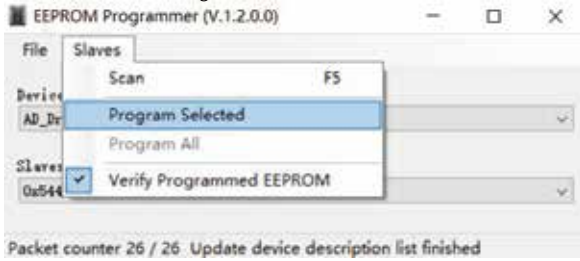 EEPROM Programmer (V.1.2.0.0)
File Slaves
Scan F5
Program Selected
Program All
Verify Programmed EEPROM
Packet counter 26 / 26 Update device description list finished